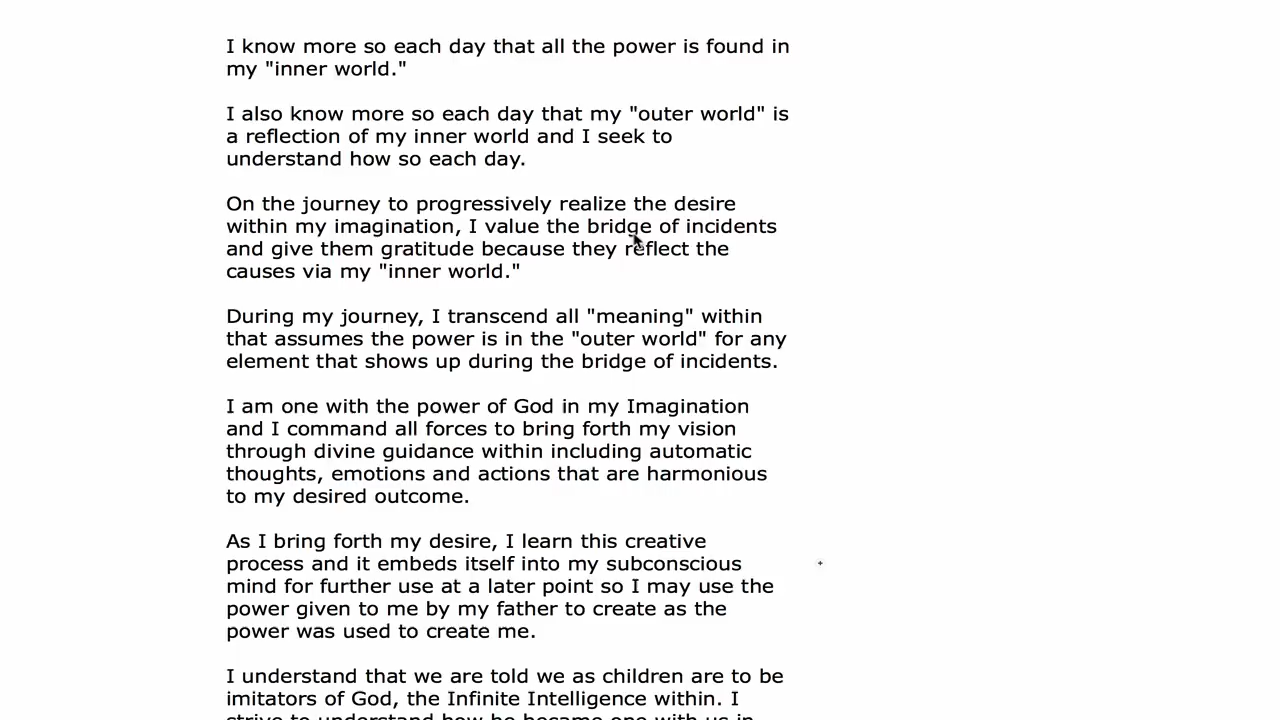 I know more so each day that all the power is found in
my "inner world."
I also know more so each day that my "outer world" is
a reflection of my inner world and I seek to
understand how so each day.
On the journey to progressively realize the desire
within my imagination, I value the bridge of incidents
and give them gratitude because they reflect the
causes via my "inner world."
During my journey, I transcend all "meaning" within
that assumes the power is in the "outer world" for any
element that shows up during the bridge of incidents.
I am one with the power of God in my Imagination
and I command all forces to bring forth my vision
through divine guidance within including automatic
thoughts, emotions and actions that are harmonious
to my desired outcome.
As I bring forth my desire, I learn this creative
process and it embeds itself into my subconscious
mind for further use at a later point so I may use the
power given to me by my father to create as the
power was used to create me.
I understand that we are told we as children are to be
imitators of God, the Infinite Intelligence within. I
strive to understand how he became one with us in